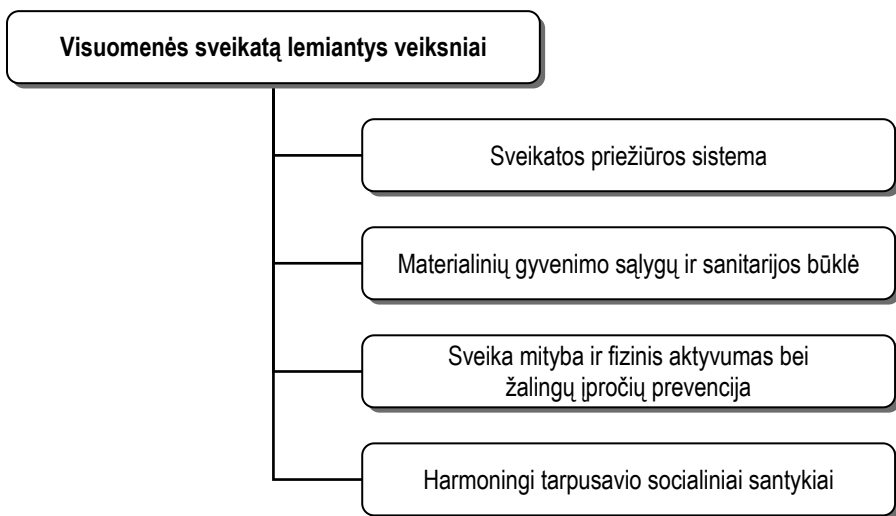 Visuomenės sveikatą lemiantys veiksniai
Sveikatos priežiūros sistema
Materialinių gyvenimo sąlygų ir sanitarijos būklė
Sveika mityba ir fizinis aktyvumas bei
žalingų įpročių prevencija
Harmoningi tarpusavio socialiniai santykiai